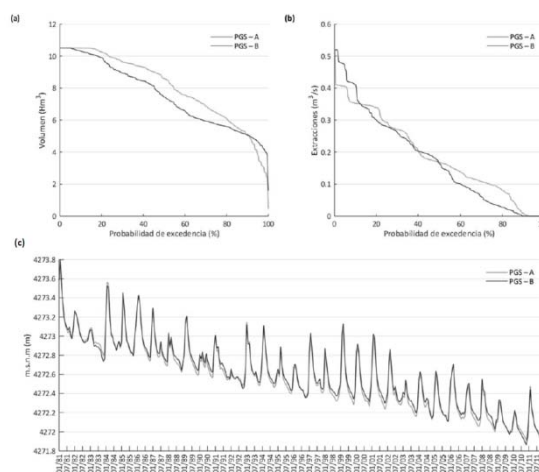 (a)
12
10
8
6
4
2
0
Volumen (Hm³)
PGS – A
PGS – B
0 20 40 60 80 100
Probabilidad de excedencia (%)
(b)
0.6
0.5
0.4
0.3
0.2
0.1
0
Extracciones (m³/s)
PGS – A
PGS – B
0 20 40 60 80 100
Probabilidad de excedencia (%)
(c)
4273.8
4273.6
4273.4
4273.2
4273
4272.8
4272.6
4272.4
4272.2
4272
4271.8
m.s.n.m (m)
PGS – A
PGS – B